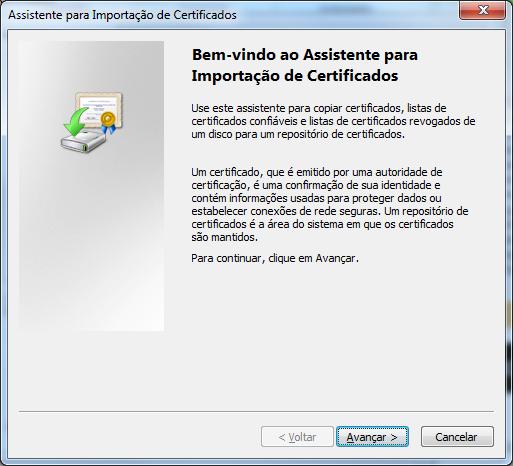 Assistente para Importação de Certificados
Bem-vindo ao Assistente para
Importação de Certificados
Use este assistente para copiar certificados, listas de
certificados confiáveis e listas de certificados revogados de
um disco para um repositório de certificados.
Um certificado, que é emitido por uma autoridade de
certificação, é uma confirmação de sua identidade e
contém informações usadas para proteger dados ou
estabelecer conexões de rede seguras. Um repositório de
certificados é a área do sistema em que os certificados
são mantidos.
Para continuar, clique em Avançar.
< Voltar
Avançar >
Cancelar